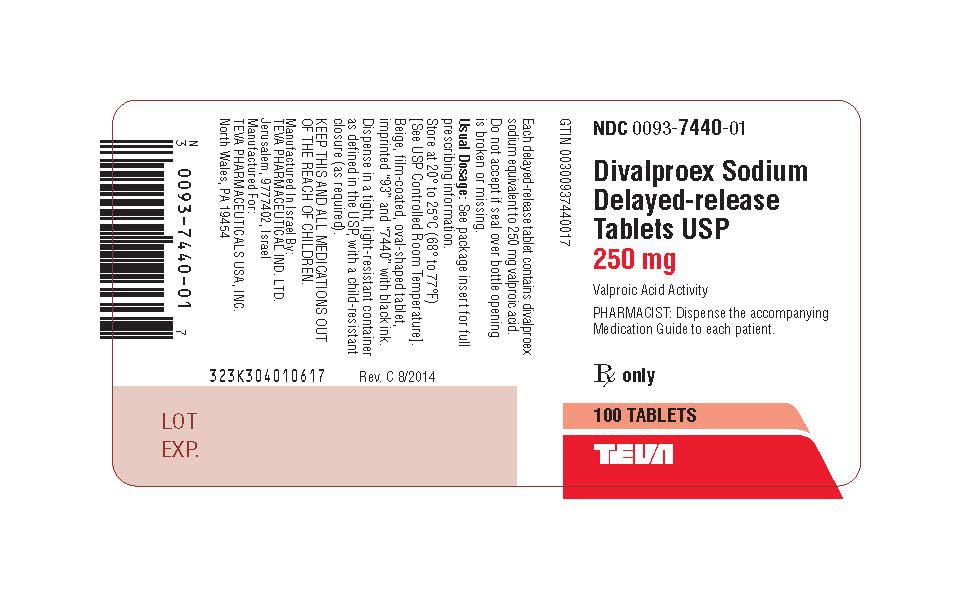 NDC 0093-7440-01
Divalproex Sodium
Delayed-release
Tablets USP
250 mg
Valproic Acid Activity
PHARMACIST: Dispense the accompanying
Medication Guide to each patient.
Rx only
100 TABLETS
TEVA
GTIN 00300937440017
Each delayed-release tablet contains divalproex
sodium equivalent to 250 mg valproic acid.
Do not accept if seal over bottle opening
is broken or missing.
Usual Dosage: See package insert for full
prescribing information.
Store at 20° to 25°C (68° to 77°F)
[See USP Controlled Room Temperature].
Beige, film-coated, oval-shaped tablet,
imprinted "93" and "7440" with black ink.
Dispense in a tight, light-resistant container
as defined in the USP, with a child-resistant
closure (as required).
KEEP THIS AND ALL MEDICATIONS OUT
OF THE REACH OF CHILDREN.
Manufactured In Israel By:
TEVA PHARMACEUTICAL IND. LTD.
Jerusalem, 9777402, Israel
Manufactured For:
TEVA PHARMACEUTICALS USA, INC.
North Wales, PA 19454
N
3 0093-7440-01 7
323K304010617 Rev. C 8/2014
LOT
EXP.